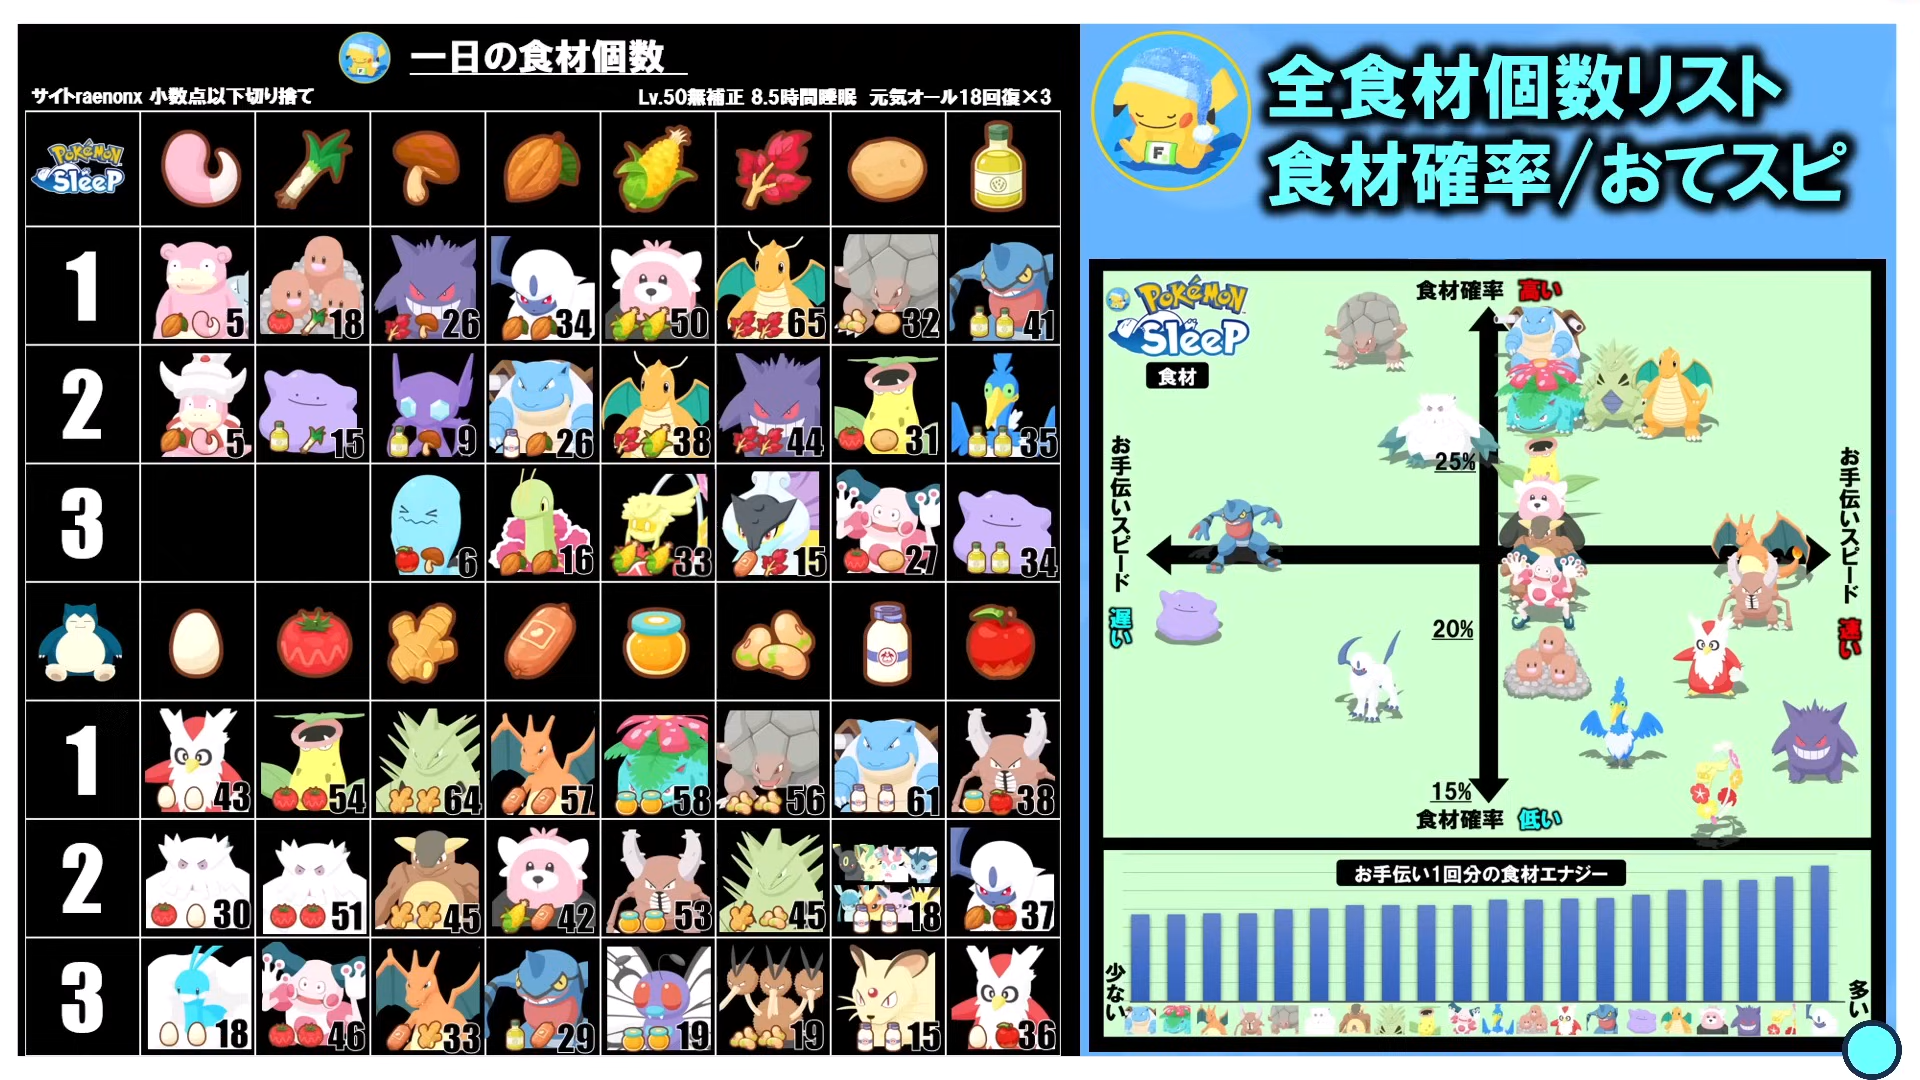 一日の食材個数
サイトraenonx 小数点以下切り捨て
Lv.50無補正 8.5時間睡眠 元気オール18回復×3
Pokémon Sleep
1 5 18 26 34 50 65 32 41
2 5 15 9 26 38 44 31 35
3 6 16 33 15 27 34
1 43 54 64 57 58 56 61 38
2 30 51 45 42 53 45 18 37
3 18 46 33 29 19 19 15 36
F
全食材個数リスト
食材確率/おてスピ
Pokémon Sleep
食材
食材確率 高い
25%
お手伝いスピード 遅い
お手伝いスピード 速い
20%
15%
食材確率 低い
お手伝い1回分の食材エナジー
少ない
多い